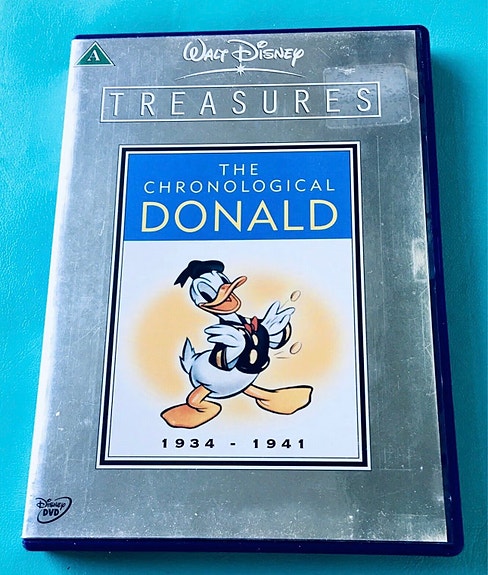 A
Walt Disney
TREASURES
THE
CHRONOLOGICAL
DONALD
1934 - 1941
Disney
DVD